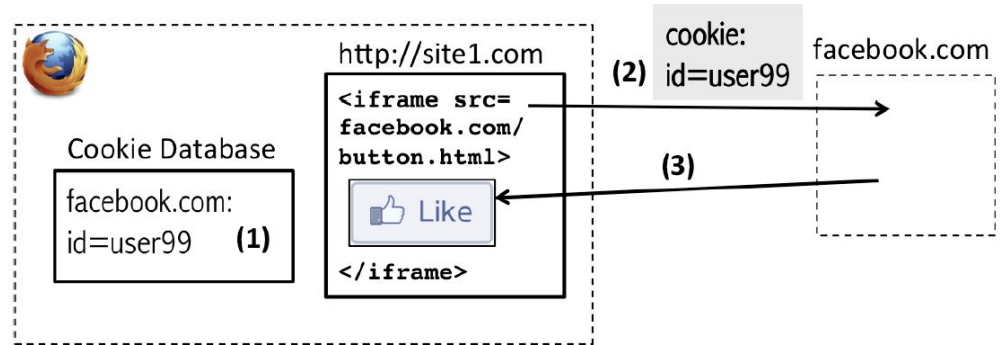 http://site1.com
<iframe src=
facebook.com/
button.html>
Like
</iframe>
Cookie Database
facebook.com:
id=user99
(1)
(2)
cookie:
id=user99
facebook.com
(3)